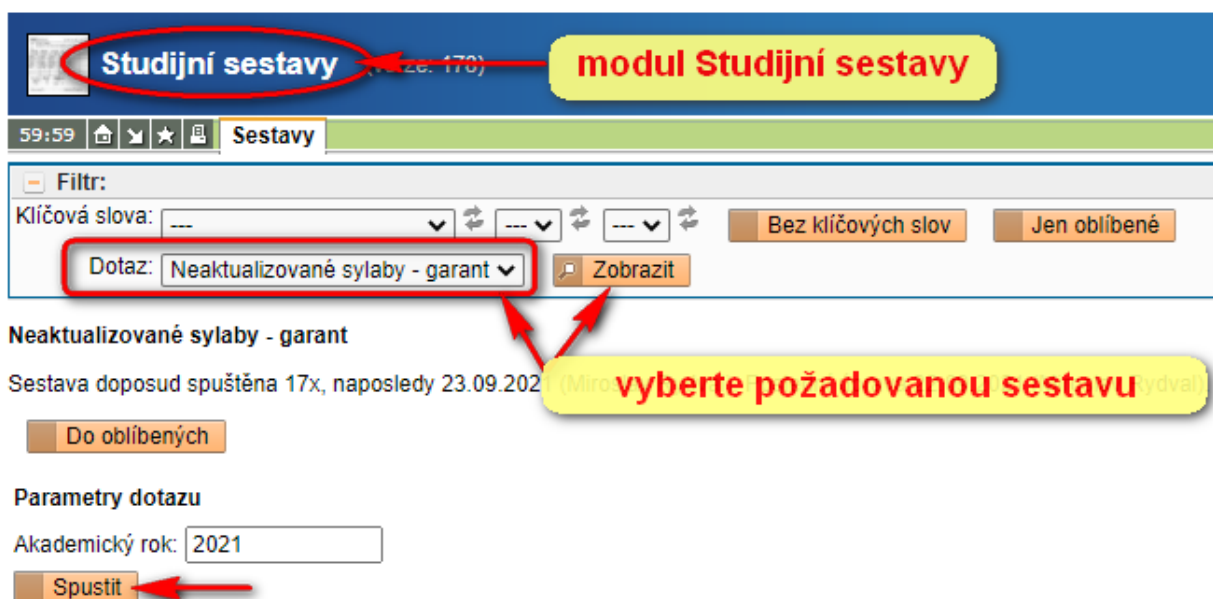 Studijní sestavy modul Studijní sestavy
59:59 Sestavy
Filtr:
Klíčová slova: --- --- --- Bez klíčových slov Jen oblíbené
Dotaz: Neaktualizované sylaby - garant Zobrazit
Neaktualizované sylaby - garant
Sestava doposud spuštěna 17x, naposledy 23.09.2021 Rydval)
vyberte požadovanou sestavu
Do oblíbených
Parametry dotazu
Akademický rok: 2021
Spustit